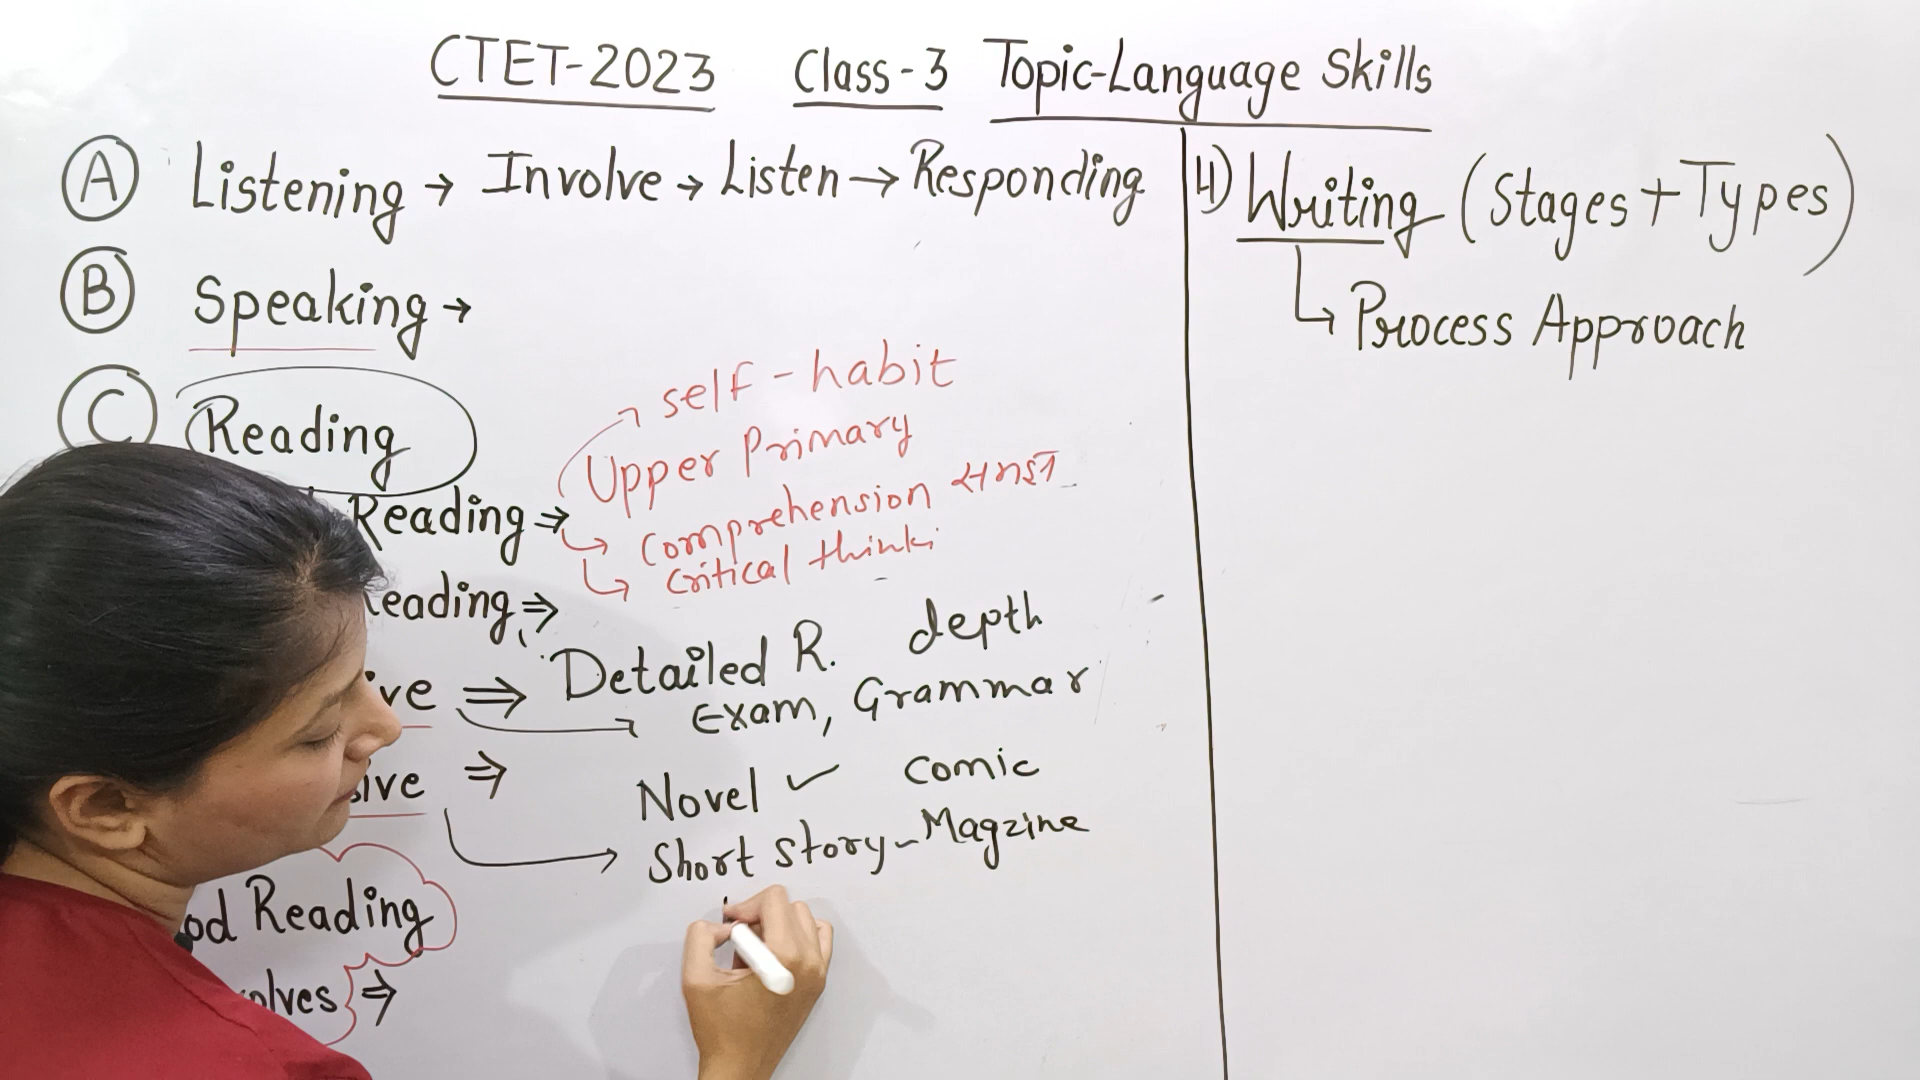 CTET-2023 Class-3 Topic-Language Skills
A Listening → Involve → Listen → Responding
B Speaking →
C Reading
self-habit
Upper Primary
Reading ⇒
Comprehension समझ
Critical thinki
eading ⇒
Detailed R. depth
ive ⇒ Exam, Grammar
sive ⇒ Novel ✓ Comic
Short story - Magzine
od Reading
olves ⇒
4) Writing (Stages + Types)
↳ Process Approach